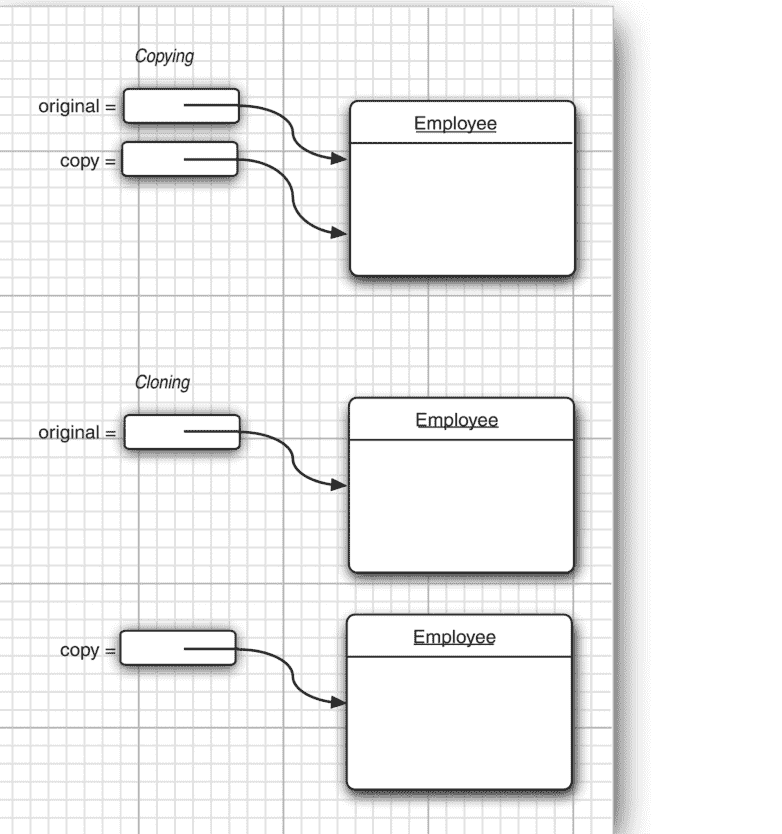 Copying
original =
Employee
copy =
Cloning
original =
Employee
copy =
Employee